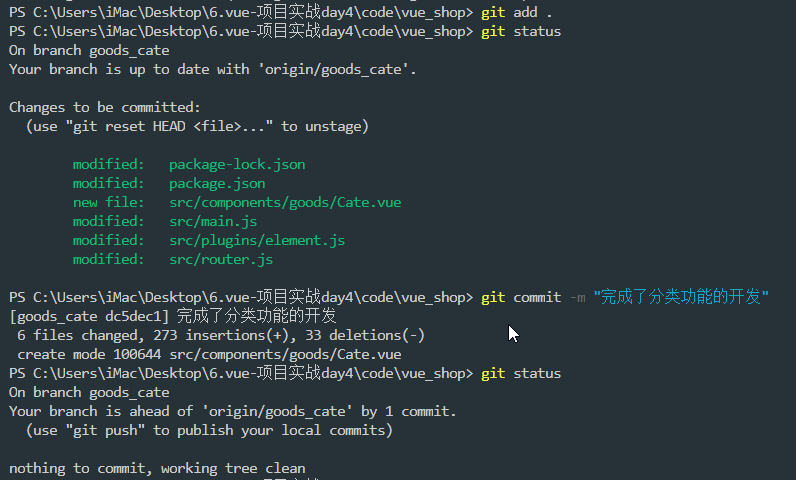 PS C:\Users\iMac\Desktop\6.vue-项目实战day4\code\vue_shop> git add .
PS C:\Users\iMac\Desktop\6.vue-项目实战day4\code\vue_shop> git status
On branch goods_cate
Your branch is up to date with 'origin/goods_cate'.
Changes to be committed:
(use "git reset HEAD <file>..." to unstage)
modified: package-lock.json
modified: package.json
new file: src/components/goods/Cate.vue
modified: src/main.js
modified: src/plugins/element.js
modified: src/router.js
PS C:\Users\iMac\Desktop\6.vue-项目实战day4\code\vue_shop> git commit -m "完成了分类功能的开发"
[goods_cate dc5dec1] 完成了分类功能的开发
6 files changed, 273 insertions(+), 33 deletions(-)
create mode 100644 src/components/goods/Cate.vue
PS C:\Users\iMac\Desktop\6.vue-项目实战day4\code\vue_shop> git status
On branch goods_cate
Your branch is ahead of 'origin/goods_cate' by 1 commit.
(use "git push" to publish your local commits)
nothing to commit, working tree clean